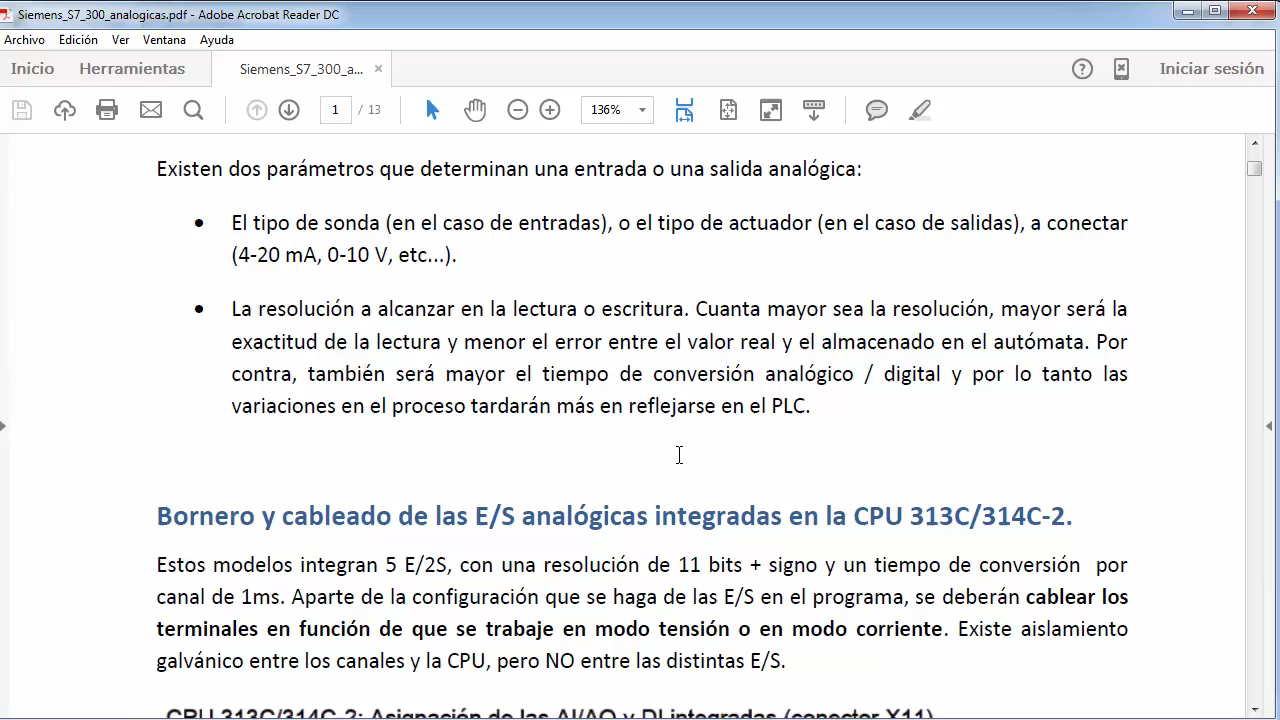 Siemens_S7_300_analogicas.pdf - Adobe Acrobat Reader DC
Archivo Edición Ver Ventana Ayuda
Inicio Herramientas Siemens_S7_300_a... × Iniciar sesión
1 / 13 136%
Existen dos parámetros que determinan una entrada o una salida analógica:
• El tipo de sonda (en el caso de entradas), o el tipo de actuador (en el caso de salidas), a conectar
(4-20 mA, 0-10 V, etc...).
• La resolución a alcanzar en la lectura o escritura. Cuanta mayor sea la resolución, mayor será la
exactitud de la lectura y menor el error entre el valor real y el almacenado en el autómata. Por
contra, también será mayor el tiempo de conversión analógico / digital y por lo tanto las
variaciones en el proceso tardarán más en reflejarse en el PLC.
Bornero y cableado de las E/S analógicas integradas en la CPU 313C/314C-2.
Estos modelos integran 5 E/2S, con una resolución de 11 bits + signo y un tiempo de conversión por
canal de 1ms. Aparte de la configuración que se haga de las E/S en el programa, se deberán cablear los
terminales en función de que se trabaje en modo tensión o en modo corriente. Existe aislamiento
galvánico entre los canales y la CPU, pero NO entre las distintas E/S.
CPU 313C/314C-2: Asignación de las AI/AO y DI integradas (conector X11)